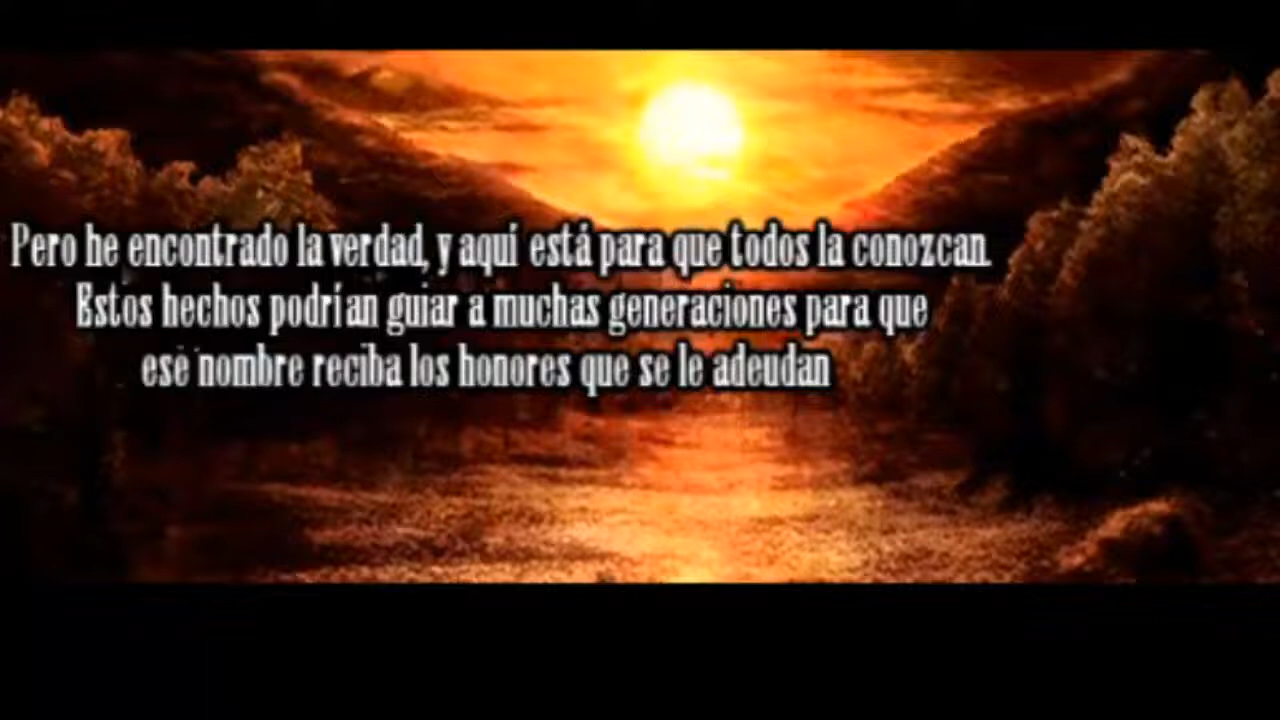 Pero he encontrado la verdad, y aquí está para que todos la conozcan.
Estos hechos podrían guiar a muchas generaciones para que
ese nombre reciba los honores que se le adeudan